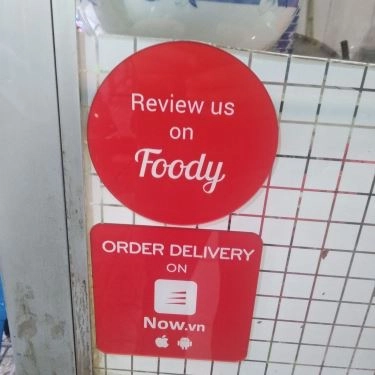 Review us
on
Foody
ORDER DELIVERY
ON
Now.vn